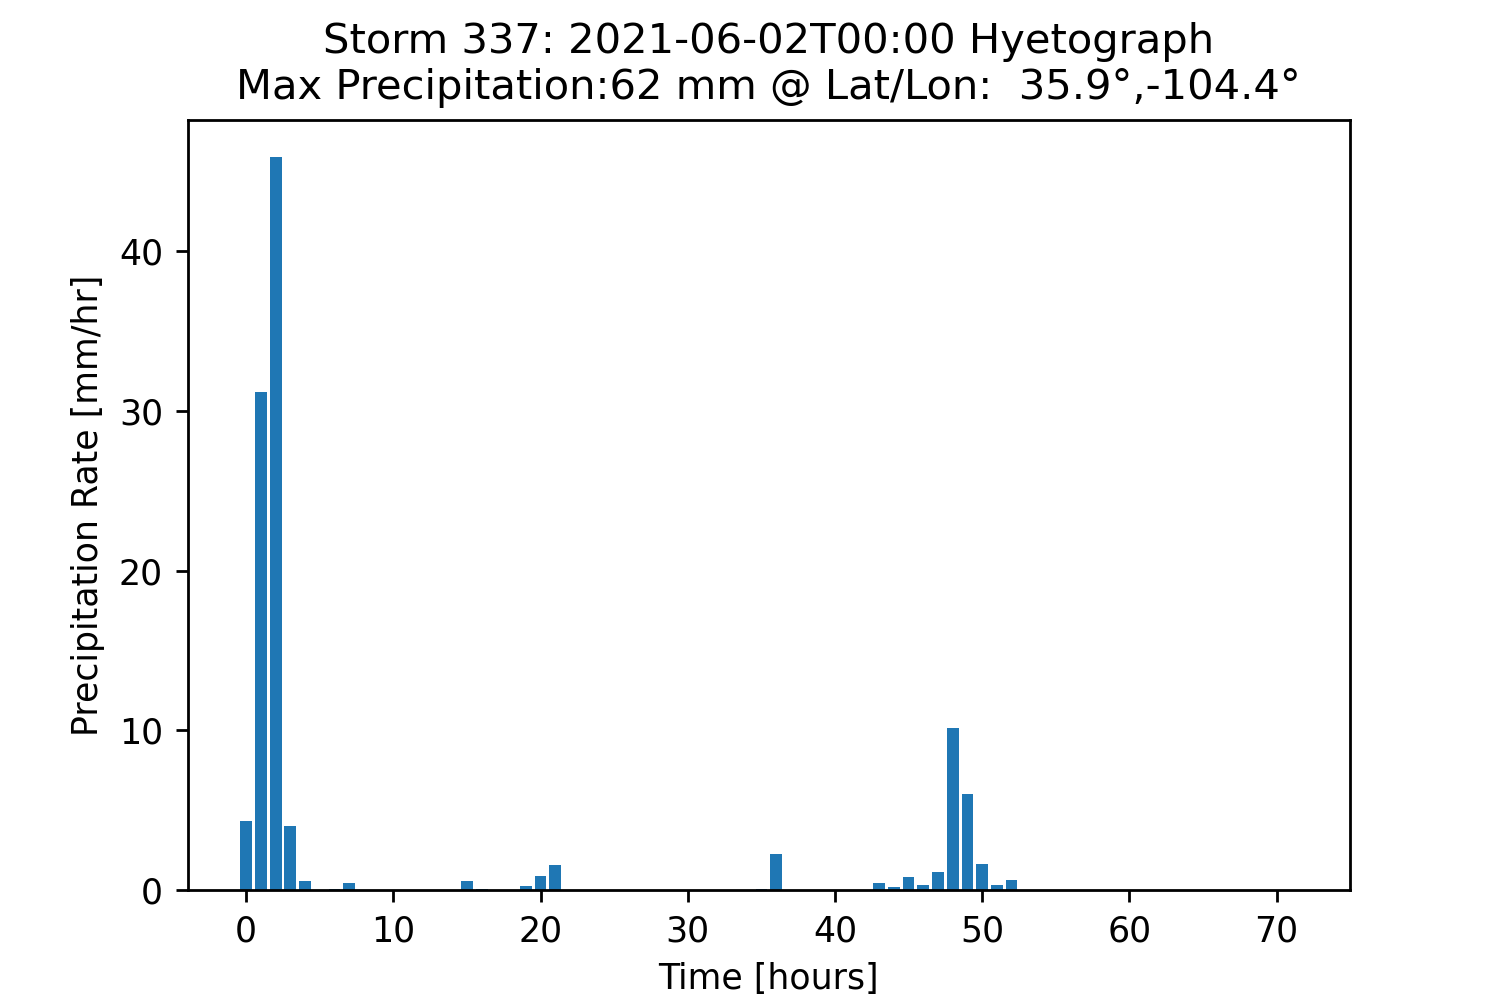 Storm 337: 2021-06-02T00:00 Hyetograph
Max Precipitation:62 mm @ Lat/Lon:  35.9°,-104.4°
Precipitation Rate [mm/hr]
40
30
20
10
0
0 10 20 30 40 50 60 70
Time [hours]